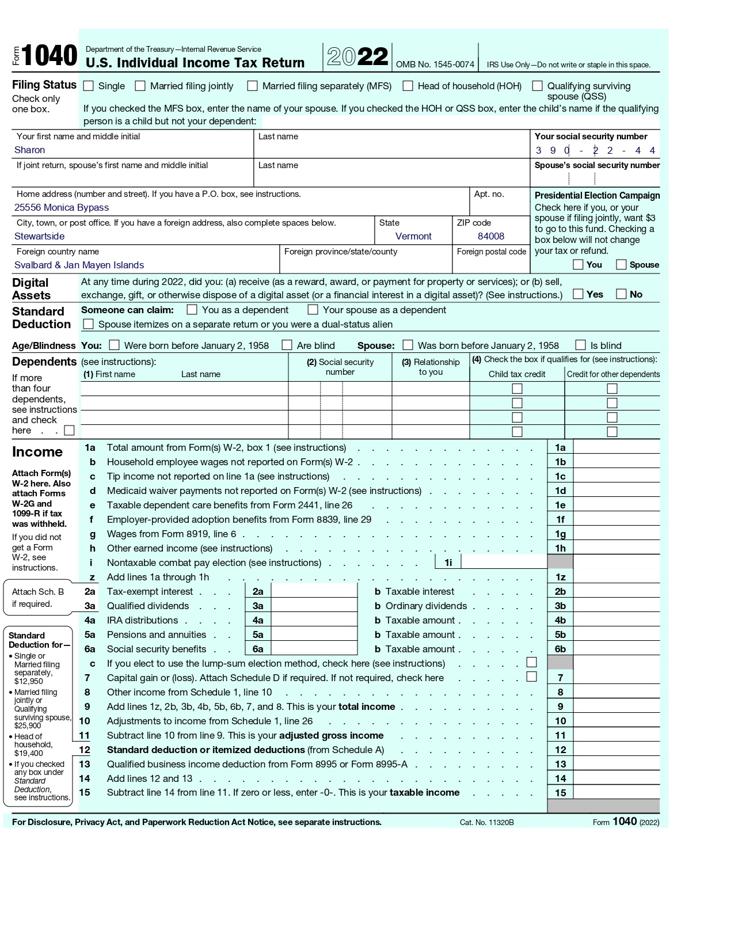 Form 1040 Department of the Treasury—Internal Revenue Service
U.S. Individual Income Tax Return 2022 OMB No. 1545-0074 IRS Use Only—Do not write or staple in this space.
Filing Status Single Married filing jointly Married filing separately (MFS) Head of household (HOH) Qualifying surviving spouse (QSS)
Check only one box.
If you checked the MFS box, enter the name of your spouse. If you checked the HOH or QSS box, enter the child's name if the qualifying
person is a child but not your dependent:
Your first name and middle initial Last name Your social security number
Sharon 390-22-44
If joint return, spouse's first name and middle initial Last name Spouse's social security number
Home address (number and street). If you have a P.O. box, see instructions. Apt. no.
25556 Monica Bypass
City, town, or post office. If you have a foreign address, also complete spaces below. State ZIP code
Stewartside Vermont 84008
Foreign country name Foreign province/state/county Foreign postal code
Svalbard & Jan Mayen Islands
Presidential Election Campaign
Check here if you, or your
spouse if filing jointly, want $3
to go to this fund. Checking a
box below will not change
your tax or refund.
You Spouse
Digital Assets
At any time during 2022, did you: (a) receive (as a reward, award, or payment for property or services); or (b) sell,
exchange, gift, or otherwise dispose of a digital asset (or a financial interest in a digital asset)? (See instructions.) Yes No
Standard Deduction
Someone can claim: You as a dependent Your spouse as a dependent
Spouse itemizes on a separate return or you were a dual-status alien
Age/Blindness You: Were born before January 2, 1958 Are blind Spouse: Was born before January 2, 1958 Is blind
Dependents (see instructions): (2) Social security number (3) Relationship to you (4) Check the box if qualifies for (see instructions):
(1) First name Last name Child tax credit Credit for other dependents
If more
than four
dependents,
see instructions
and check
here . .
Income
Attach Form(s)
W-2 here. Also
attach Forms
W-2G and
1099-R if tax
was withheld.
If you did not
get a Form
W-2, see
instructions.
1a Total amount from Form(s) W-2, box 1 (see instructions) 1a
b Household employee wages not reported on Form(s) W-2 1b
c Tip income not reported on line 1a (see instructions) 1c
d Medicaid waiver payments not reported on Form(s) W-2 (see instructions) 1d
e Taxable dependent care benefits from Form 2441, line 26 1e
f Employer-provided adoption benefits from Form 8839, line 29 1f
g Wages from Form 8919, line 6 1g
h Other earned income (see instructions) 1h
i Nontaxable combat pay election (see instructions) 1i
z Add lines 1a through 1h 1z
Attach Sch. B
if required.
2a Tax-exempt interest 2a b Taxable interest 2b
3a Qualified dividends 3a b Ordinary dividends 3b
4a IRA distributions 4a b Taxable amount 4b
5a Pensions and annuities 5a b Taxable amount 5b
6a Social security benefits 6a b Taxable amount 6b
c If you elect to use the lump-sum election method, check here (see instructions)
7 Capital gain or (loss). Attach Schedule D if required. If not required, check here 7
8 Other income from Schedule 1, line 10 8
9 Add lines 1z, 2b, 3b, 4b, 5b, 6b, 7, and 8. This is your total income 9
10 Adjustments to income from Schedule 1, line 26 10
11 Subtract line 10 from line 9. This is your adjusted gross income 11
12 Standard deduction or itemized deductions (from Schedule A) 12
13 Qualified business income deduction from Form 8995 or Form 8995-A 13
14 Add lines 12 and 13 14
15 Subtract line 14 from line 11. If zero or less, enter -0-. This is your taxable income 15
Standard
Deduction for—
• Single or
Married filing
separately,
$12,950
• Married filing
jointly or
Qualifying
surviving spouse,
$25,900
• Head of
household,
$19,400
• If you checked
any box under
Standard
Deduction,
see instructions.
For Disclosure, Privacy Act, and Paperwork Reduction Act Notice, see separate instructions. Cat. No. 11320B Form 1040 (2022)